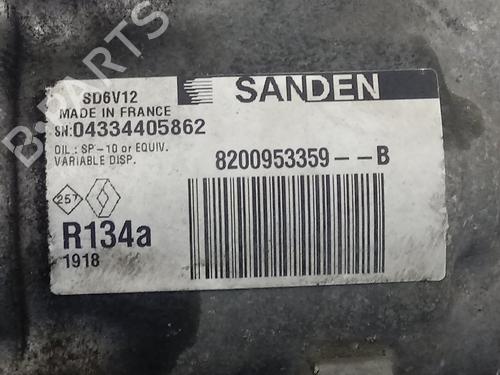 SD6V12
MADE IN FRANCE
SN:04334405862
OIL : SP-10 or EQUIV.
VARIABLE DISP.
257
R134a
1918
SANDEN
8200953359--B
B-PARTS